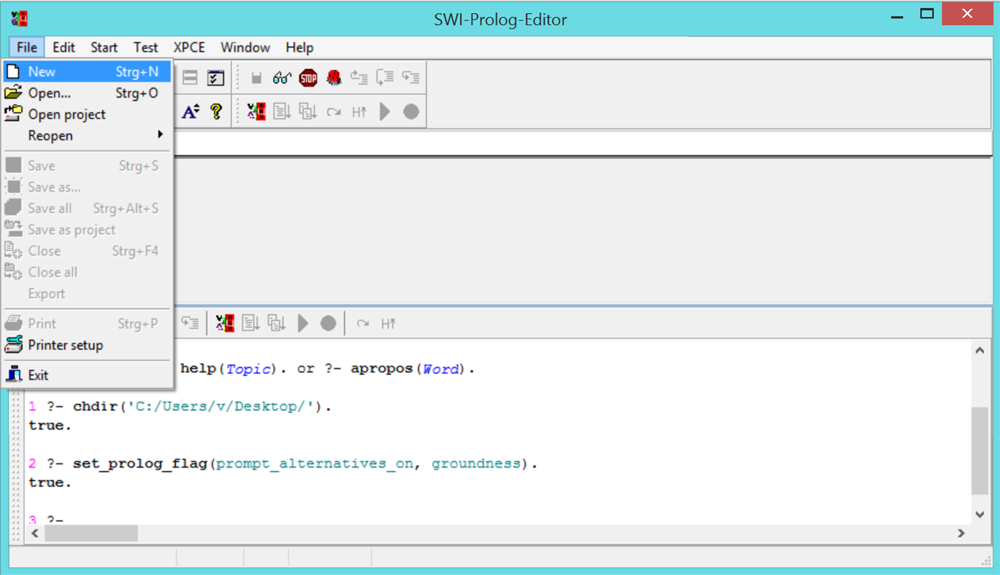 SWI-Prolog-Editor
File Edit Start Test XPCE Window Help
New Strg+N
Open... Strg+O
Open project
Reopen
Save Strg+S
Save as...
Save all Strg+Alt+S
Save as project
Close Strg+F4
Close all
Export
Print Strg+P
Printer setup
Exit
STOP
A ?
H
H
help(Topic). or ?- apropos(Word).
1 ?- chdir('C:/Users/v/Desktop/').
true.
2 ?- set_prolog_flag(prompt_alternatives_on, groundness).
true.
3 ?-